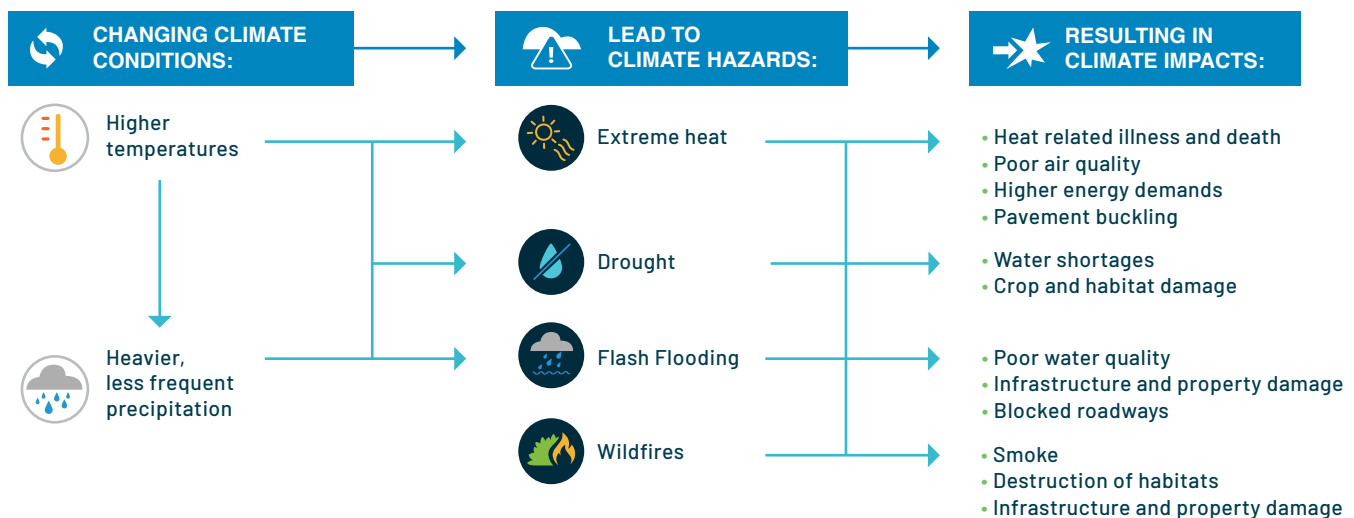 CHANGING CLIMATE
CONDITIONS:
LEAD TO
CLIMATE HAZARDS:
RESULTING IN
CLIMATE IMPACTS:
Higher
temperatures
Heavier,
less frequent
precipitation
!
Extreme heat
Drought
Flash Flooding
Wildfires
• Heat related illness and death
• Poor air quality
• Higher energy demands
• Pavement buckling
• Water shortages
• Crop and habitat damage
• Poor water quality
• Infrastructure and property damage
• Blocked roadways
• Smoke
• Destruction of habitats
• Infrastructure and property damage